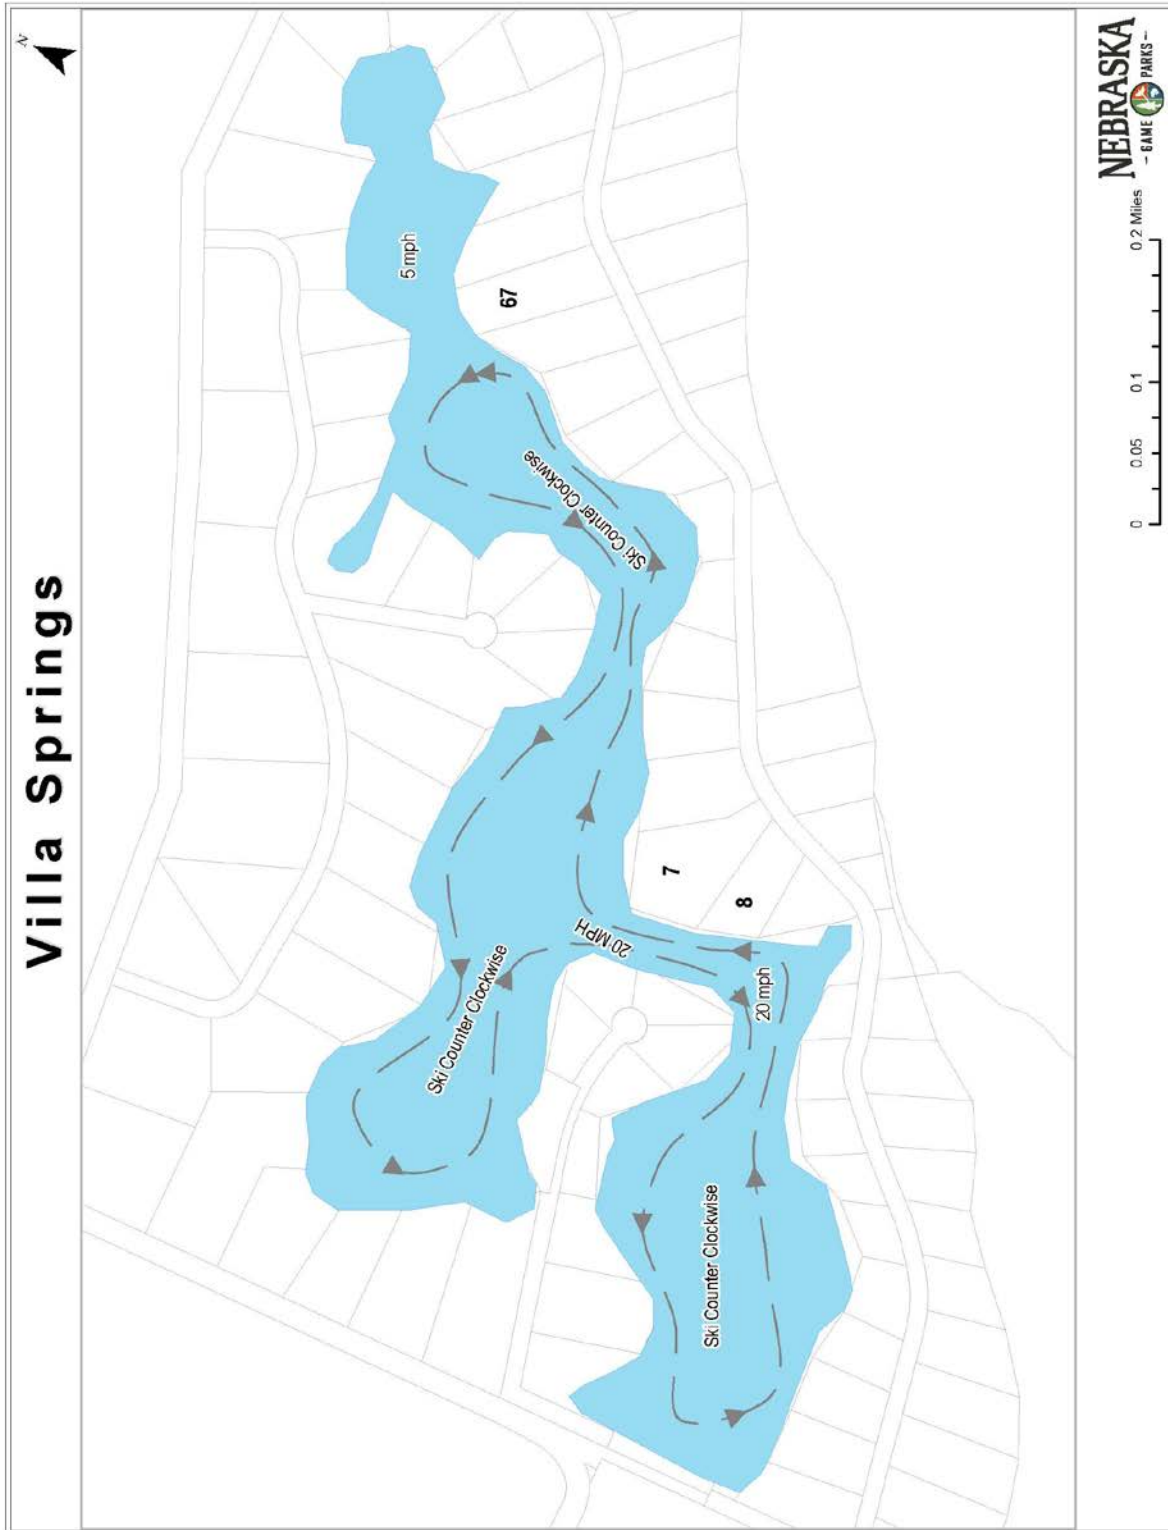 Villa Springs
N
5 mph
67
Ski Counter Clockwise
7
8
20 MPH
20 mph
Ski Counter Clockwise
Ski Counter Clockwise
0 0.05 0.1 0.2 Miles
NEBRASKA
- GAME PARKS -